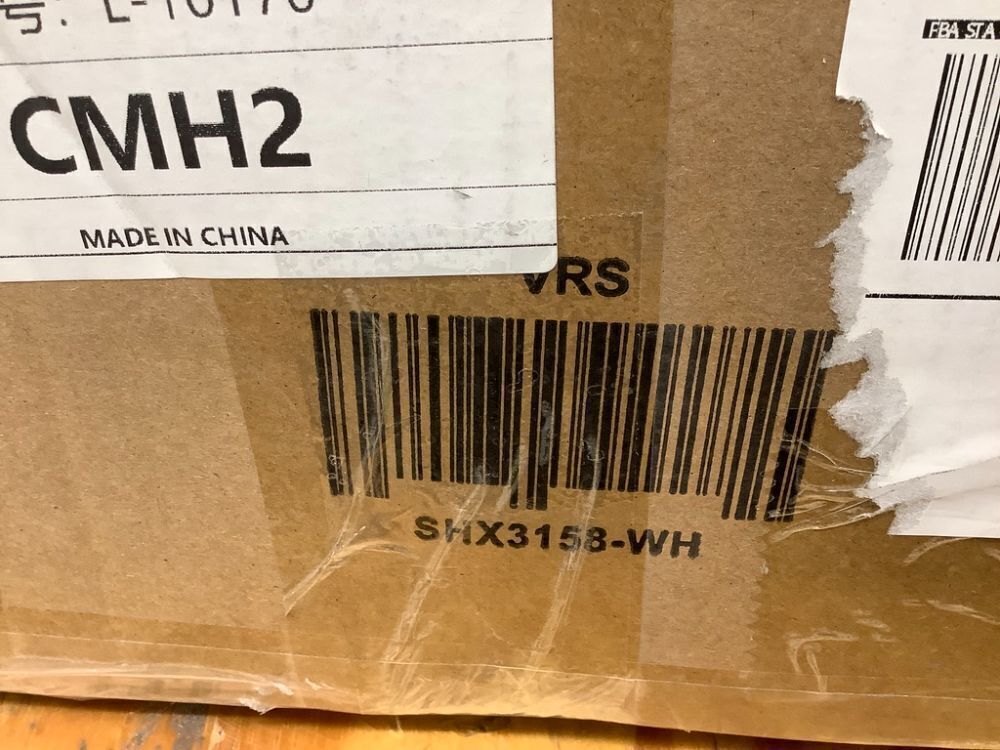 CMH2
MADE IN CHINA
FBA STA
VRS
SHX3158-WH